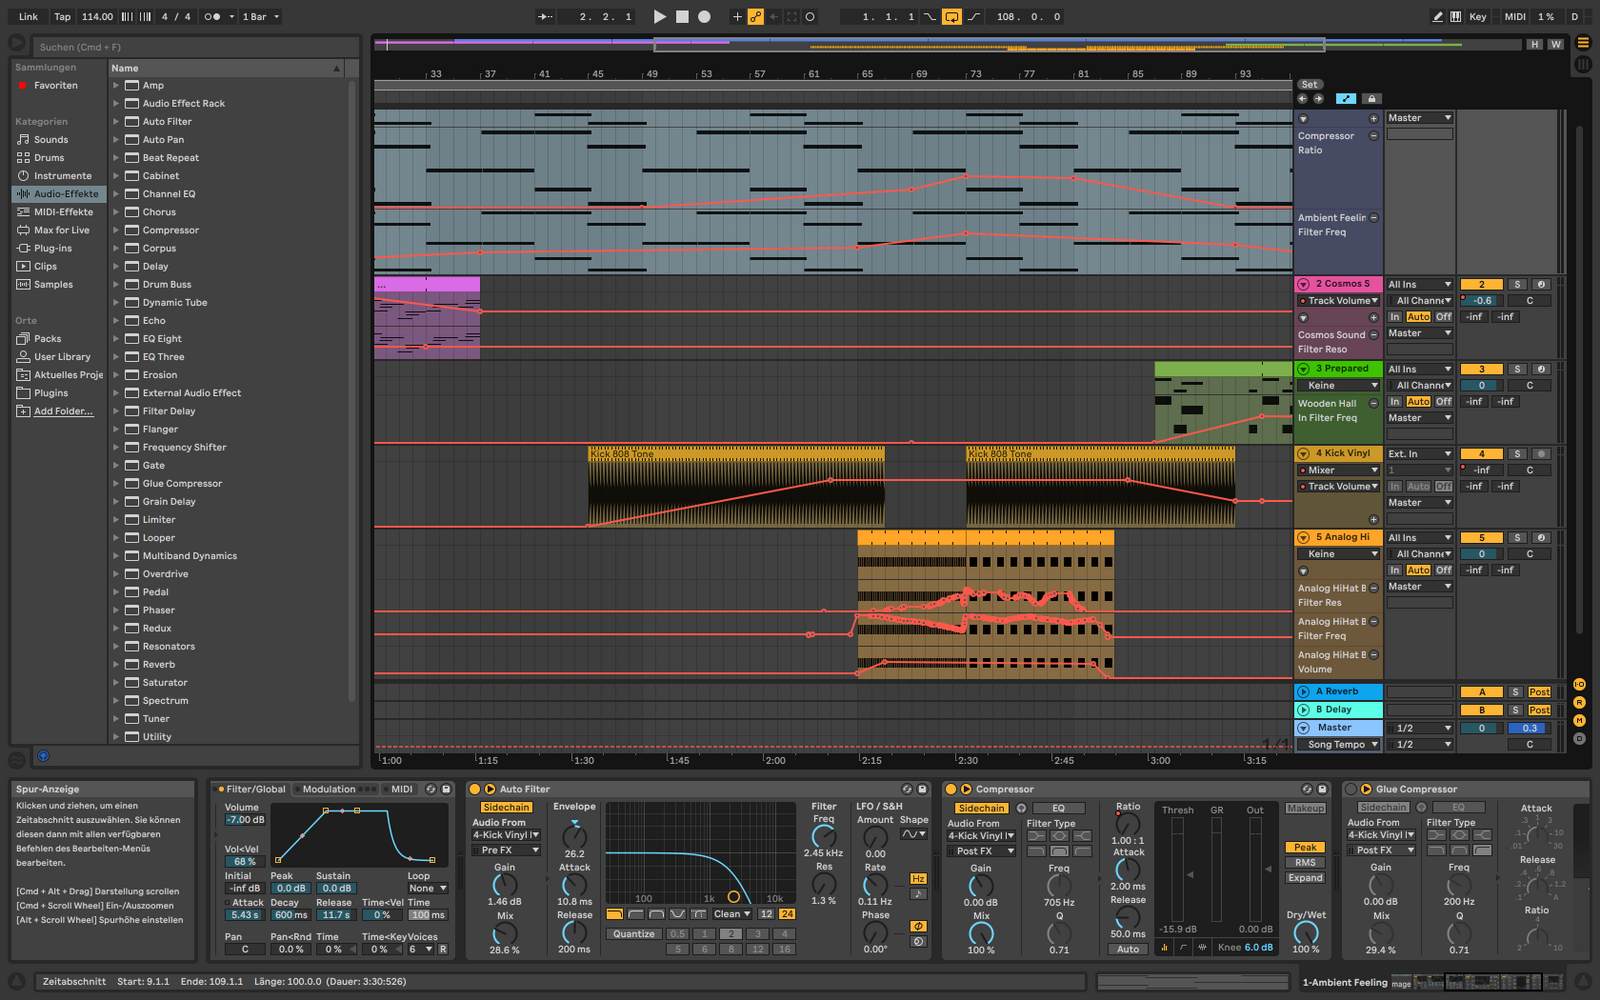 Link Tap 114.00 4 / 4 1 Bar 2. 2. 1 1. 1. 1 108. 0. 0 Key MIDI 1 % D
Suchen (Cmd + F)
H W
Sammlungen
Favoriten
Kategorien
Sounds
Drums
Instrumente
Audio-Effekte
MIDI-Effekte
Max for Live
Plug-ins
Clips
Samples
Orte
Packs
User Library
Aktuelles Proje
Plugins
Add Folder...
Name
Amp
Audio Effect Rack
Auto Filter
Auto Pan
Beat Repeat
Cabinet
Channel EQ
Chorus
Compressor
Corpus
Delay
Drum Buss
Dynamic Tube
Echo
EQ Eight
EQ Three
Erosion
External Audio Effect
Filter Delay
Flanger
Frequency Shifter
Gate
Glue Compressor
Grain Delay
Limiter
Looper
Multiband Dynamics
Overdrive
Pedal
Phaser
Redux
Resonators
Reverb
Saturator
Spectrum
Tuner
Utility
33 37 41 45 49 53 57 61 65 69 73 77 81 85 89 93
...
Kick 808 Tone Kick 808 Tone
1/1
1:00 1:15 1:30 1:45 2:00 2:15 2:30 2:45 3:00 3:15
Set
Master
Compressor
Ratio
Ambient Feelin
Filter Freq
2 Cosmos S All Ins 2 S
Track Volume All Channe -0.6 C
In Auto Off -inf -inf
Cosmos Sound Master
Filter Reso
3 Prepared All Ins 3 S
Keine All Channe 0 C
Wooden Hall In Auto Off -inf -inf
In Filter Freq Master
4 Kick Vinyl Ext. In 4 S
Mixer 1 -inf C
Track Volume In Auto Off
Master
5 Analog Hi All Ins 5 S
Keine All Channe 0 C
In Auto Off -inf -inf
Analog HiHat B Master
Filter Res
Analog HiHat B
Filter Freq
Analog HiHat B
Volume
A Reverb A S Post
B Delay B S Post
Master 1/2 0 0.3
Song Tempo 1/2 C
I·O
R
M
D
Spur-Anzeige
Klicken und ziehen, um einen
Zeitabschnitt auszuwählen. Sie können
diesen dann mit allen verfügbaren
Befehlen des Bearbeiten-Menüs
bearbeiten.
[Cmd + Alt + Drag] Darstellung scrollen
[Cmd + Scroll Wheel] Ein-/Auszoomen
[Alt + Scroll Wheel] Spurhöhe einstellen
Filter/Global Modulation MIDI
Volume
-7.00 dB
Vol<Vel
68 %
Initial Peak Sustain Loop
-inf dB 0.0 dB 0.0 dB None
Attack Decay Release Time<Vel Time
5.43 s 600 ms 11.7 s 0 % 100 ms
Pan Pan<Rnd Time Time<Key Voices
C 0.0 % 0 % 0 % 6 R
Auto Filter
Sidechain
Audio From
4-Kick Vinyl I
Pre FX
Gain
1.46 dB
Mix
28.6 %
Envelope
26.2
Attack
10.8 ms
Release
200 ms
100 1k 10k
Clean 12 24
Quantize 0.5 1 2 3 4
5 6 8 12 16
Filter
Freq
2.45 kHz
Res
1.3 %
LFO / S&H
Amount Shape
0.00
Rate Hz
0.11 Hz
Phase
0.00°
Compressor
Sidechain EQ
Audio From Filter Type
4-Kick Vinyl I
Post FX
Gain Freq
0.00 dB 705 Hz
Mix Q
100 % 0.71
Ratio
1.00 : 1
Attack
2.00 ms
Release
50.0 ms
Auto
Thresh GR Out
-15.9 dB 0.00 dB
Knee 6.0 dB
Makeup
Peak
RMS
Expand
Dry/Wet
100 %
Glue Compressor
Sidechain EQ
Audio From Filter Type
4-Kick Vinyl I
Post FX
Gain Freq
0.00 dB 200 Hz
Mix Q
29.4 % 0.71
Attack
.3 1 3
.1 10
.01 30
Release
.4 .6 .8
.2 1.2
.1 A
Ratio
4
2 10
Zeitabschnitt Start: 9.1.1 Ende: 109.1.1 Länge: 100.0.0 (Dauer: 3:30:526)
1-Ambient Feeling